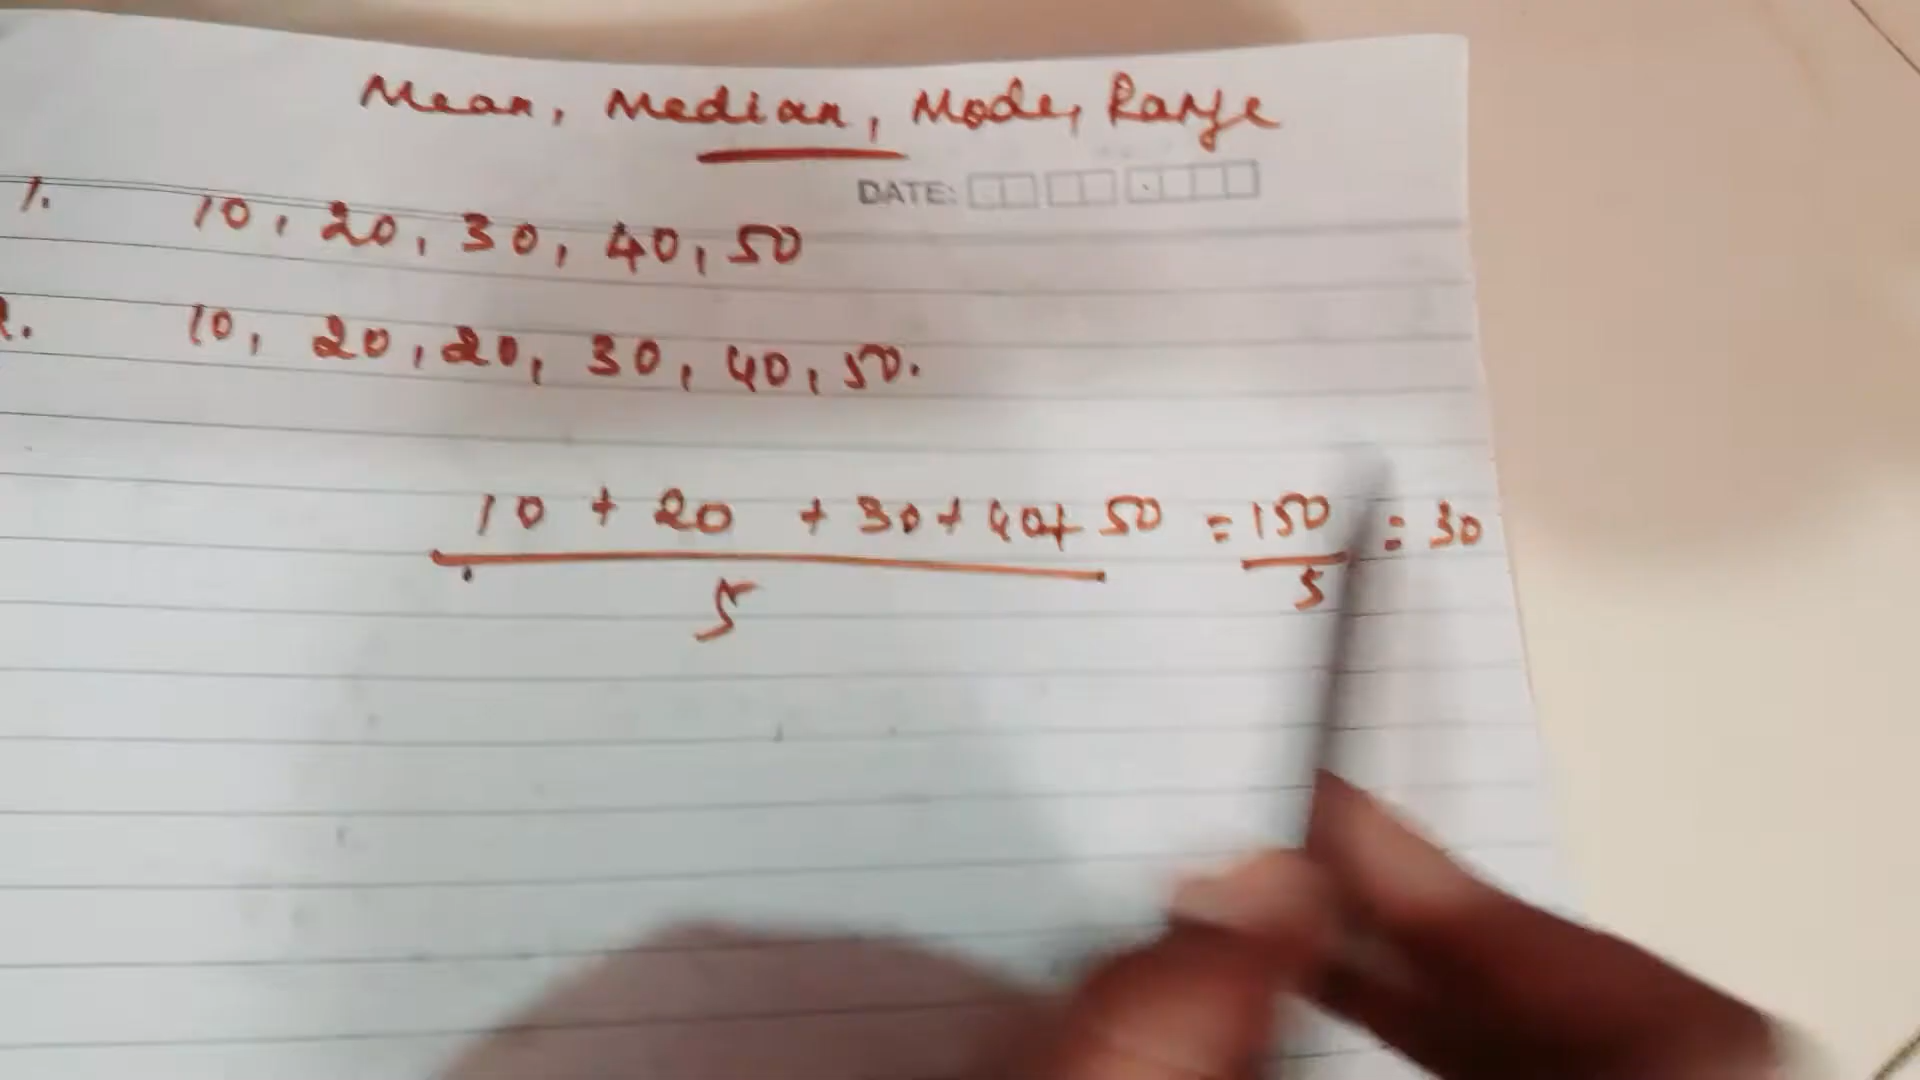 Mean, Median, Mode, Range
DATE:
1. 10, 20, 30, 40, 50
2. 10, 20, 20, 30, 40, 50.
10 + 20 + 30 + 40 + 50 = 150 = 30
5 5